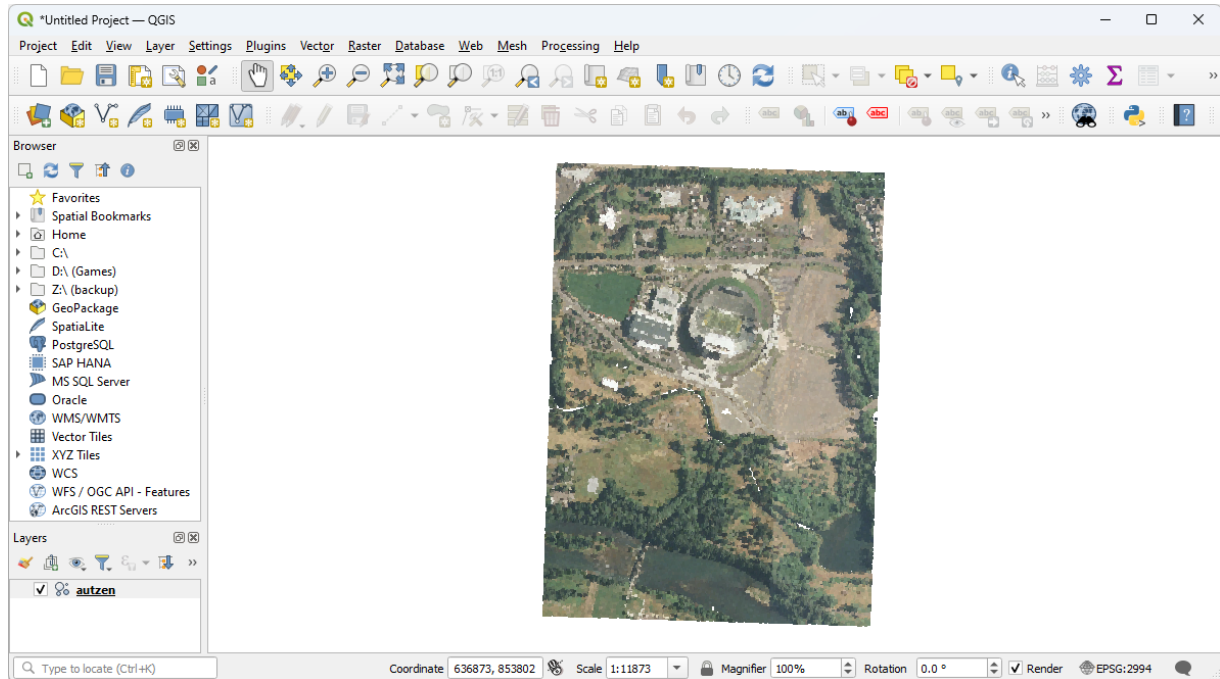 *Untitled Project — QGIS
Project Edit View Layer Settings Plugins Vector Raster Database Web Mesh Processing Help
Browser
Favorites
Spatial Bookmarks
Home
C:\
D:\ (Games)
Z:\ (backup)
GeoPackage
SpatiaLite
PostgreSQL
SAP HANA
MS SQL Server
Oracle
WMS/WMTS
Vector Tiles
XYZ Tiles
WCS
WFS / OGC API - Features
ArcGIS REST Servers
Layers
autzen
Type to locate (Ctrl+K) Coordinate 636873, 853802 Scale 1:11873 Magnifier 100% Rotation 0.0 ° Render EPSG:2994